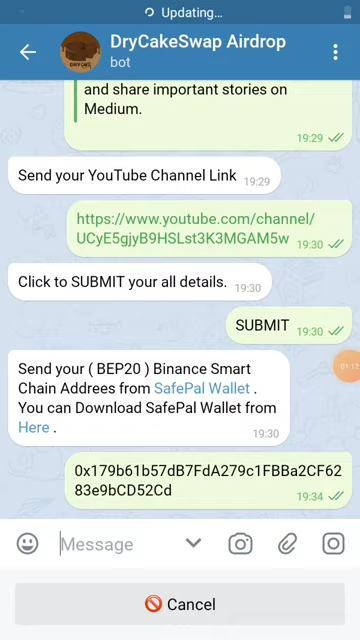 Updating...
DryCakeSwap Airdrop
bot
and share important stories on
Medium.
19:29
Send your YouTube Channel Link
19:29
https://www.youtube.com/channel/
UCyE5gjyB9HSLst3K3MGAM5w
19:30
Click to SUBMIT your all details.
19:30
SUBMIT
19:30
Send your ( BEP20 ) Binance Smart
Chain Addrees from SafePal Wallet .
You can Download SafePal Wallet from
Here .
19:30
0x179b61b57dB7FdA279c1FBBa2CF62
83e9bCD52Cd
19:34
Message
Cancel